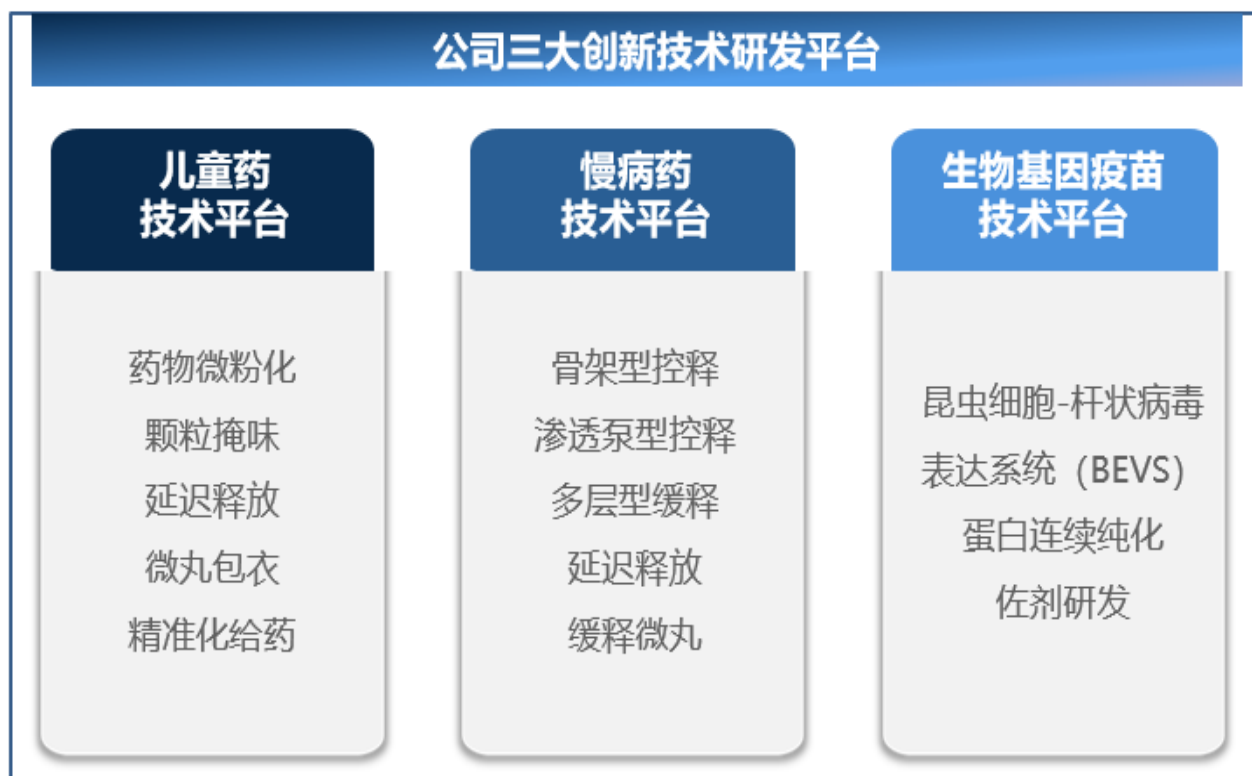 公司三大创新技术研发平台
儿童药
技术平台
药物微粉化
颗粒掩味
延迟释放
微丸包衣
精准化给药
慢病药
技术平台
骨架型控释
渗透泵型控释
多层型缓释
延迟释放
缓释微丸
生物基因疫苗
技术平台
昆虫细胞-杆状病毒
表达系统（BEVS）
蛋白连续纯化
佐剂研发